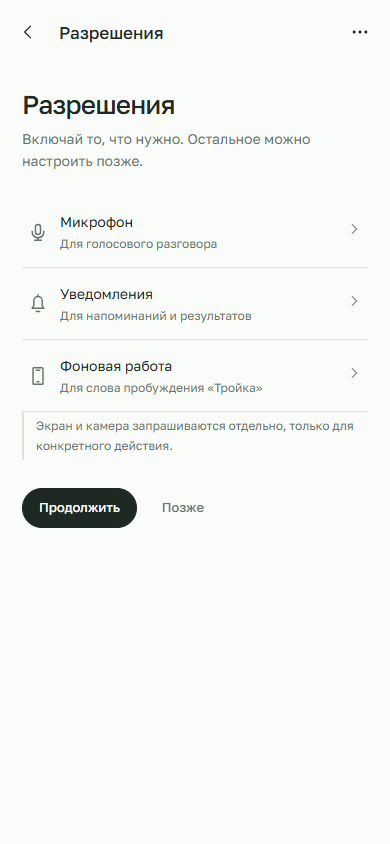 Разрешения
Разрешения
Включай то, что нужно. Остальное можно
настроить позже.
Микрофон
Для голосового разговора
Уведомления
Для напоминаний и результатов
Фоновая работа
Для слова пробуждения «Тройка»
Экран и камера запрашиваются отдельно, только для
конкретного действия.
Продолжить
Позже